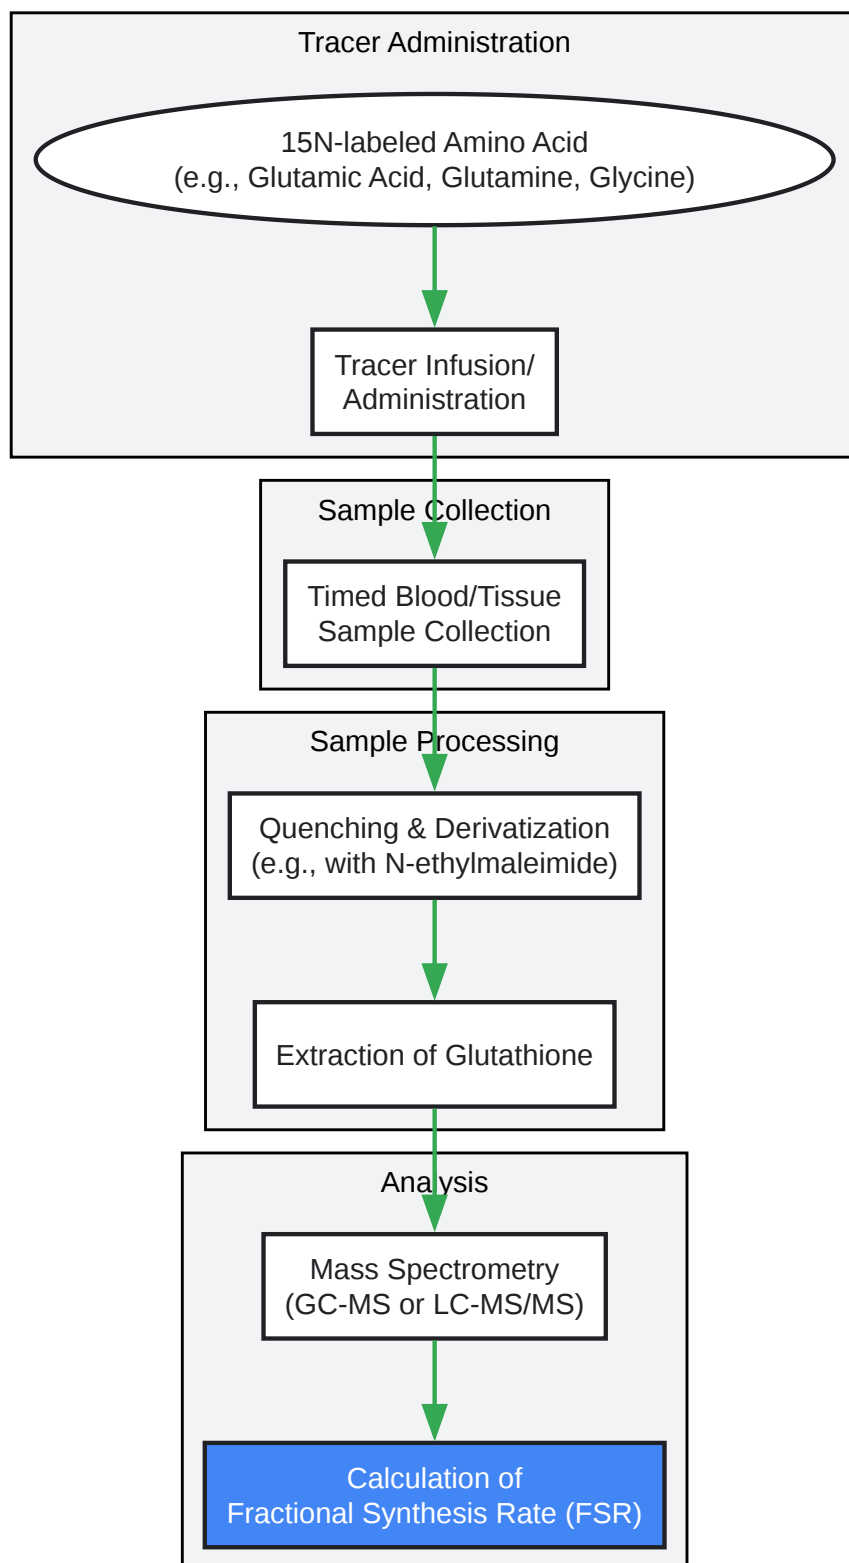 Tracer Administration
15N-labeled Amino Acid
(e.g., Glutamic Acid, Glutamine, Glycine)
Tracer Infusion/
Administration
Sample Collection
Timed Blood/Tissue
Sample Collection
Sample Processing
Quenching & Derivatization
(e.g., with N-ethylmaleimide)
Extraction of Glutathione
Analysis
Mass Spectrometry
(GC-MS or LC-MS/MS)
Calculation of
Fractional Synthesis Rate (FSR)